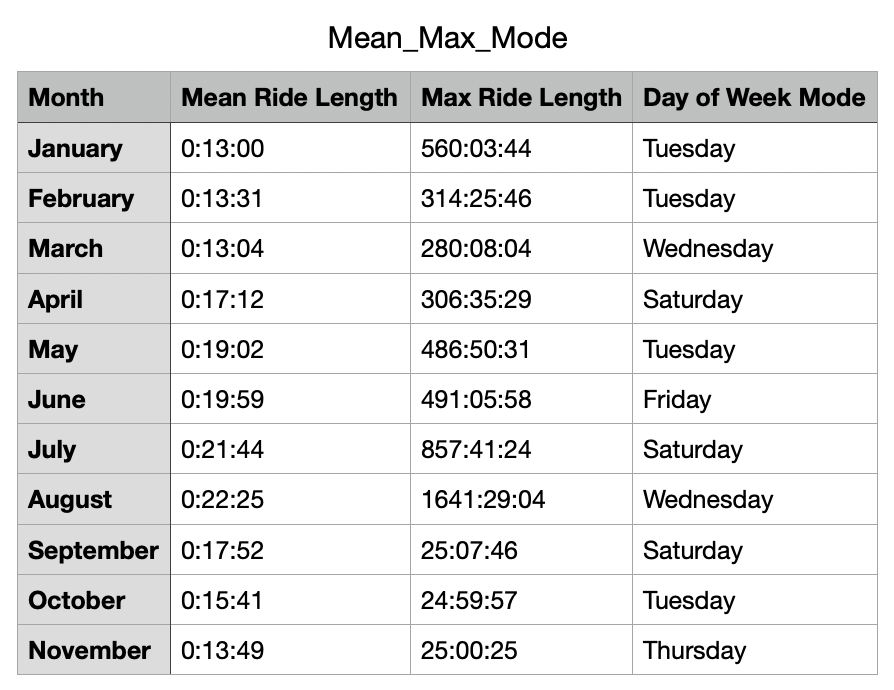 Mean_Max_Mode
Month Mean Ride Length Max Ride Length Day of Week Mode
January 0:13:00 560:03:44 Tuesday
February 0:13:31 314:25:46 Tuesday
March 0:13:04 280:08:04 Wednesday
April 0:17:12 306:35:29 Saturday
May 0:19:02 486:50:31 Tuesday
June 0:19:59 491:05:58 Friday
July 0:21:44 857:41:24 Saturday
August 0:22:25 1641:29:04 Wednesday
September 0:17:52 25:07:46 Saturday
October 0:15:41 24:59:57 Tuesday
November 0:13:49 25:00:25 Thursday